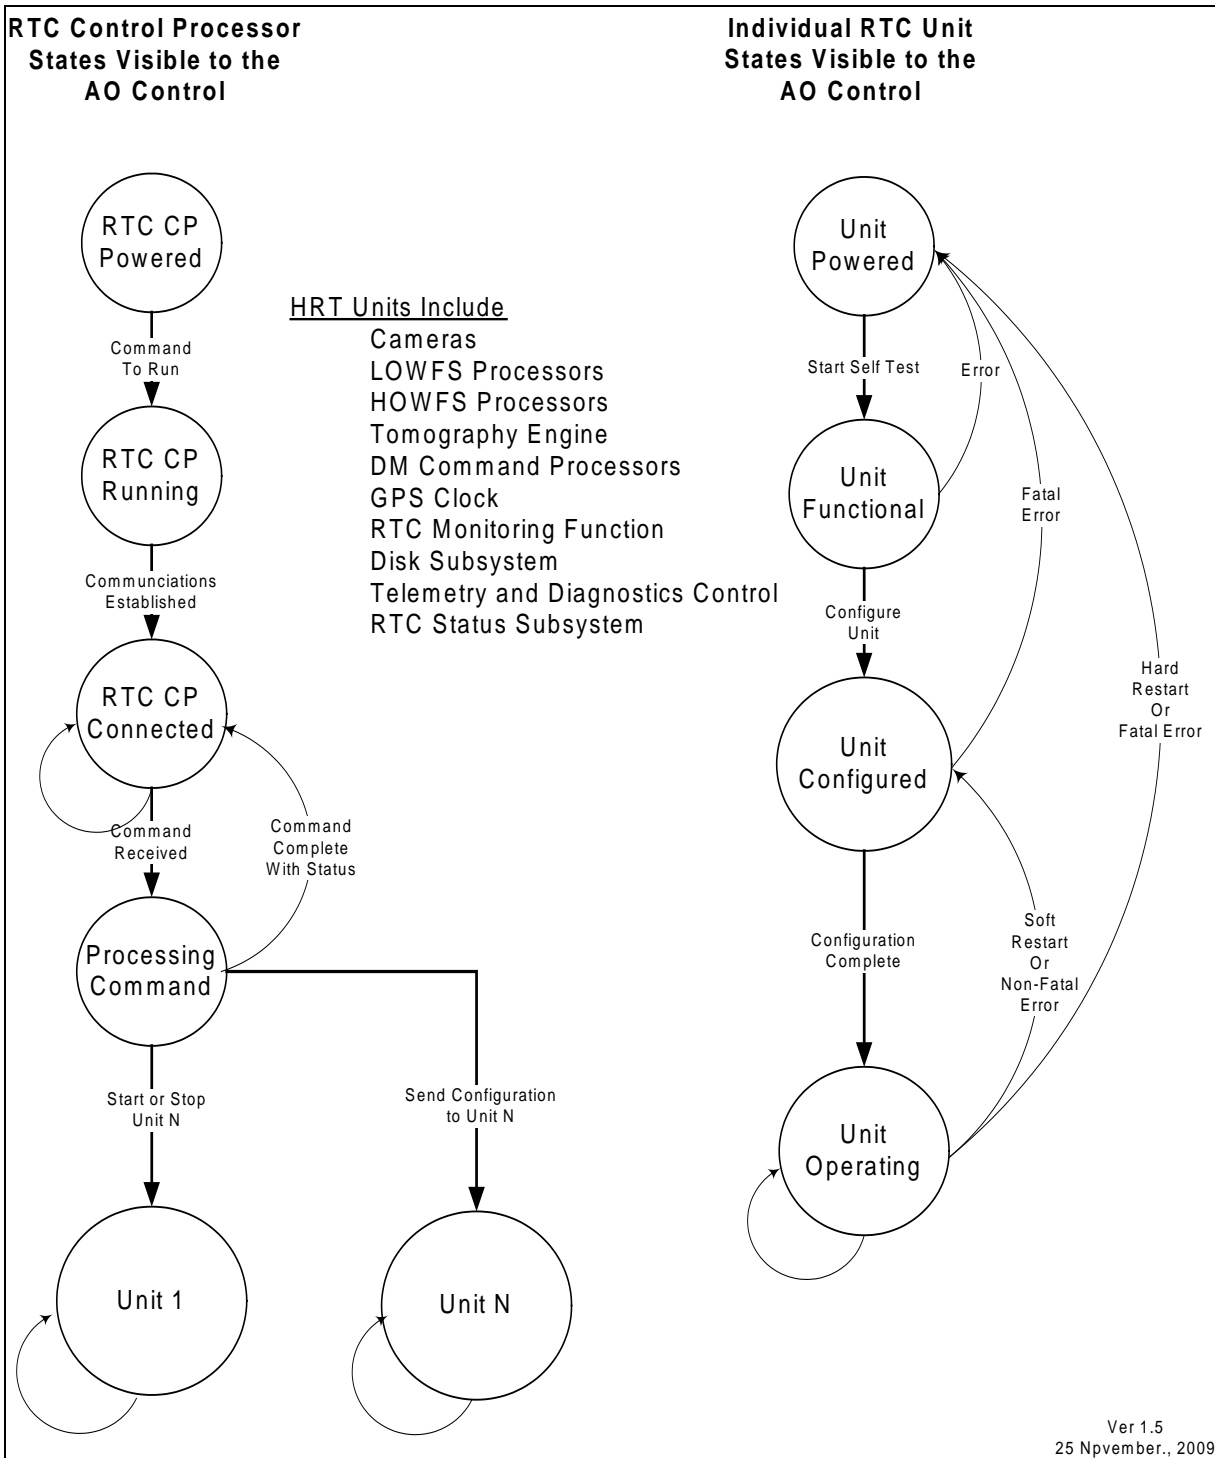 RTC Control Processor
States Visible to the
AO Control
Individual RTC Unit
States Visible to the
AO Control
RTC CP
Powered
Command
To Run
RTC CP
Running
Communciations
Established
RTC CP
Connected
Command
Received
Command
Complete
With Status
Processing
Command
Start or Stop
Unit N
Send Configuration
to Unit N
Unit 1
Unit N
HRT Units Include
Cameras
LOWFS Processors
HOWFS Processors
Tomography Engine
DM Command Processors
GPS Clock
RTC Monitoring Function
Disk Subsystem
Telemetry and Diagnostics Control
RTC Status Subsystem
Unit
Powered
Start Self Test
Error
Unit
Functional
Fatal
Error
Configure
Unit
Hard
Restart
Or
Fatal Error
Unit
Configured
Configuration
Complete
Soft
Restart
Or
Non-Fatal
Error
Unit
Operating
Ver 1.5
25 Npvember., 2009